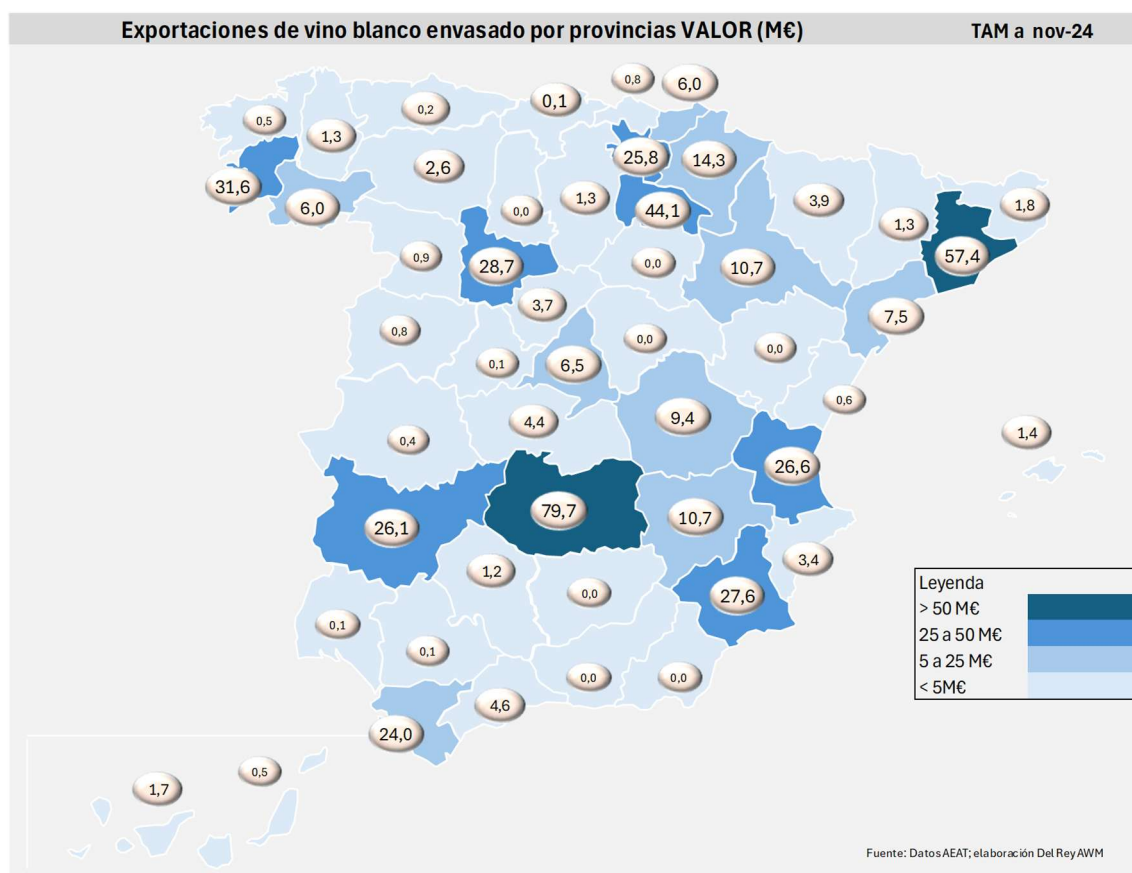 Exportaciones de vino blanco envasado por provincias VALOR (M€) TAM a nov-24
0,8 6,0
0,2 0,1
0,5 1,3
25,8 14,3
2,6
31,6 6,0
0,0 1,3 44,1 3,9
1,3 1,8
0,9 28,7 0,0 10,7 57,4
3,7 7,5
0,8 0,0 0,0
0,1 6,5
0,6
4,4 9,4
0,4 1,4
26,6
26,1 79,7 10,7
3,4
1,2 0,0 27,6
0,1 0,1
0,0 0,0
4,6
24,0
1,7 0,5
Leyenda
> 50 M€
25 a 50 M€
5 a 25 M€
< 5M€
Fuente: Datos AEAT; elaboración Del Rey AWM